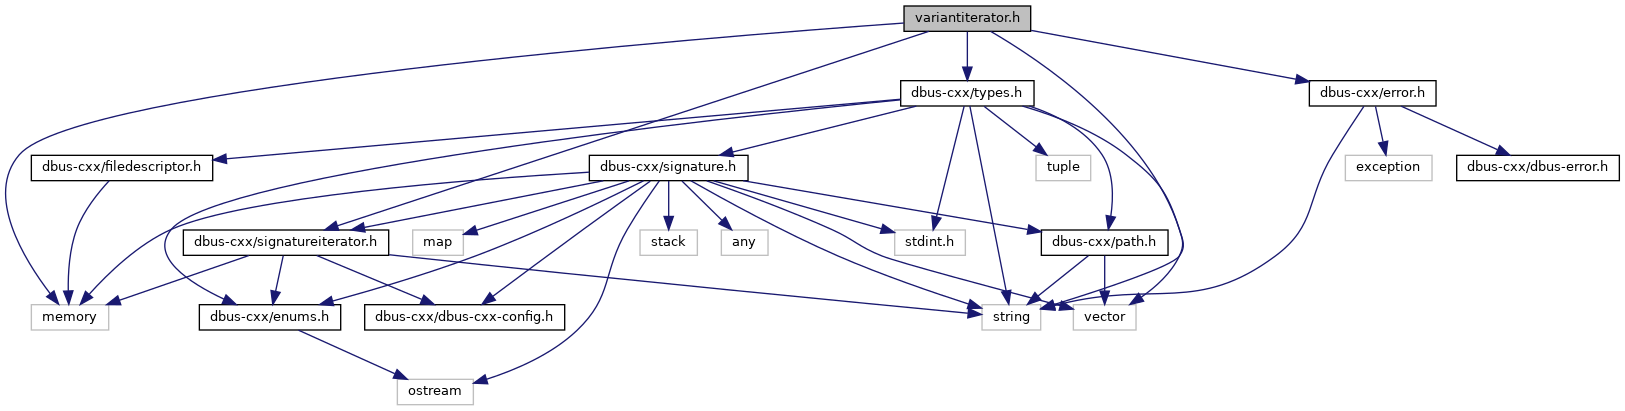 variantiterator.h
dbus-cxx/types.h
dbus-cxx/error.h
dbus-cxx/filedescriptor.h
dbus-cxx/signature.h
tuple
exception
dbus-cxx/dbus-error.h
dbus-cxx/signatureiterator.h
map
stack
any
stdint.h
dbus-cxx/path.h
memory
dbus-cxx/enums.h
dbus-cxx/dbus-cxx-config.h
string
vector
ostream